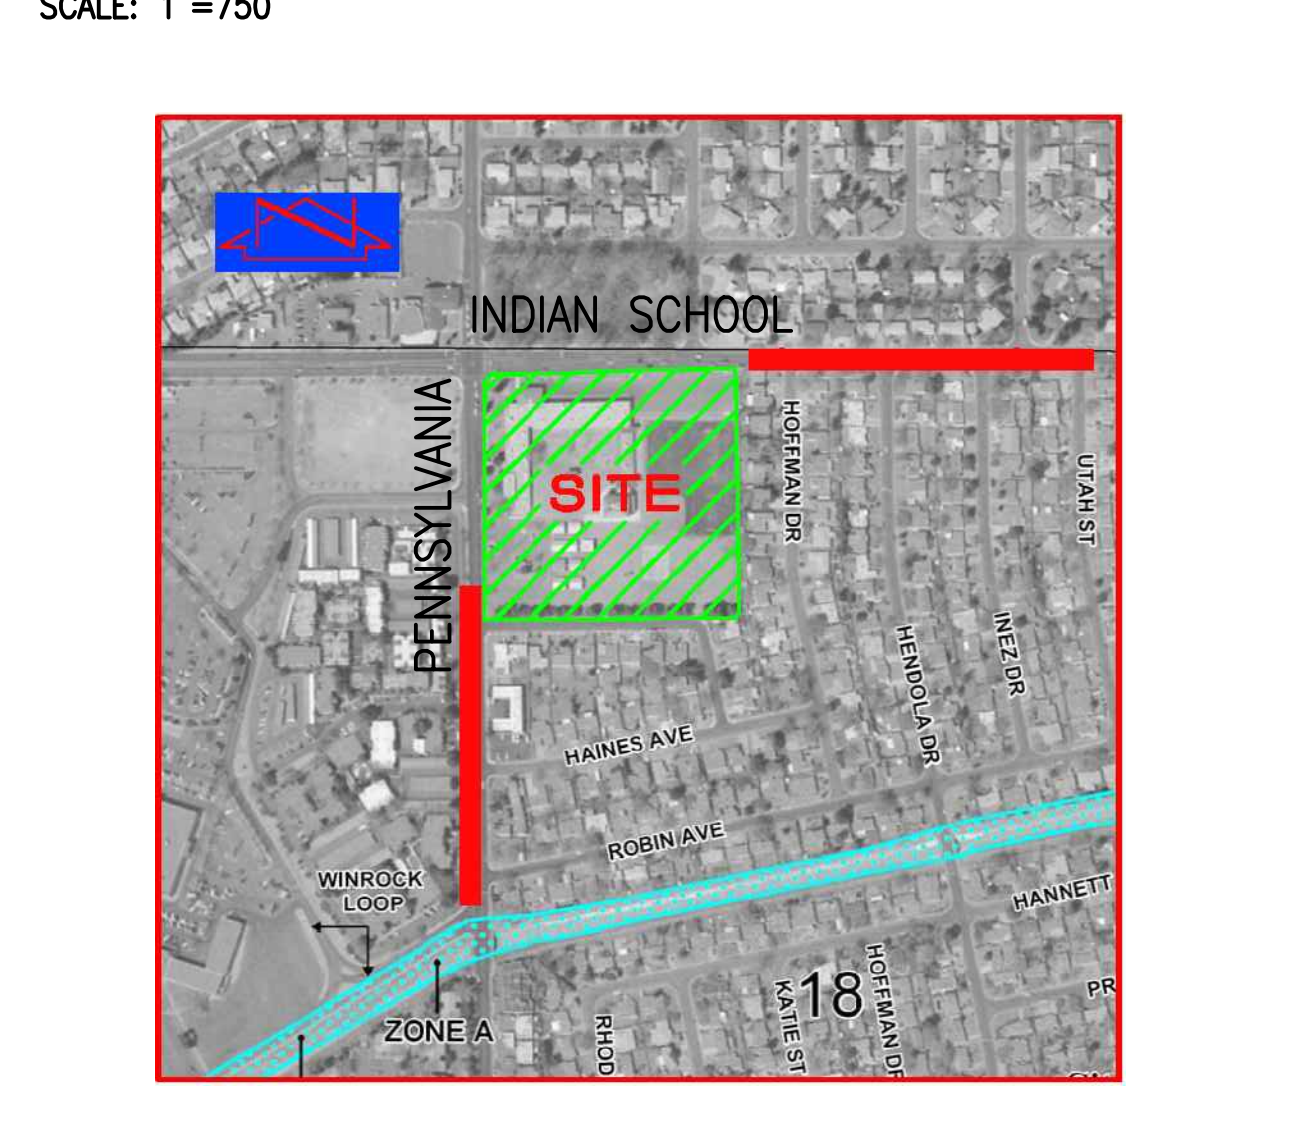 SCALE: 1"=750'
N
INDIAN SCHOOL
PENNSYLVANIA
HOFFMAN DR
UTAH ST
SITE
INEZ DR
HENDOLA DR
HAINES AVE
ROBIN AVE
WINROCK
LOOP
HANNETT
HOFFMAN DR
18
KATIE ST
PR
RHOD
ZONE A